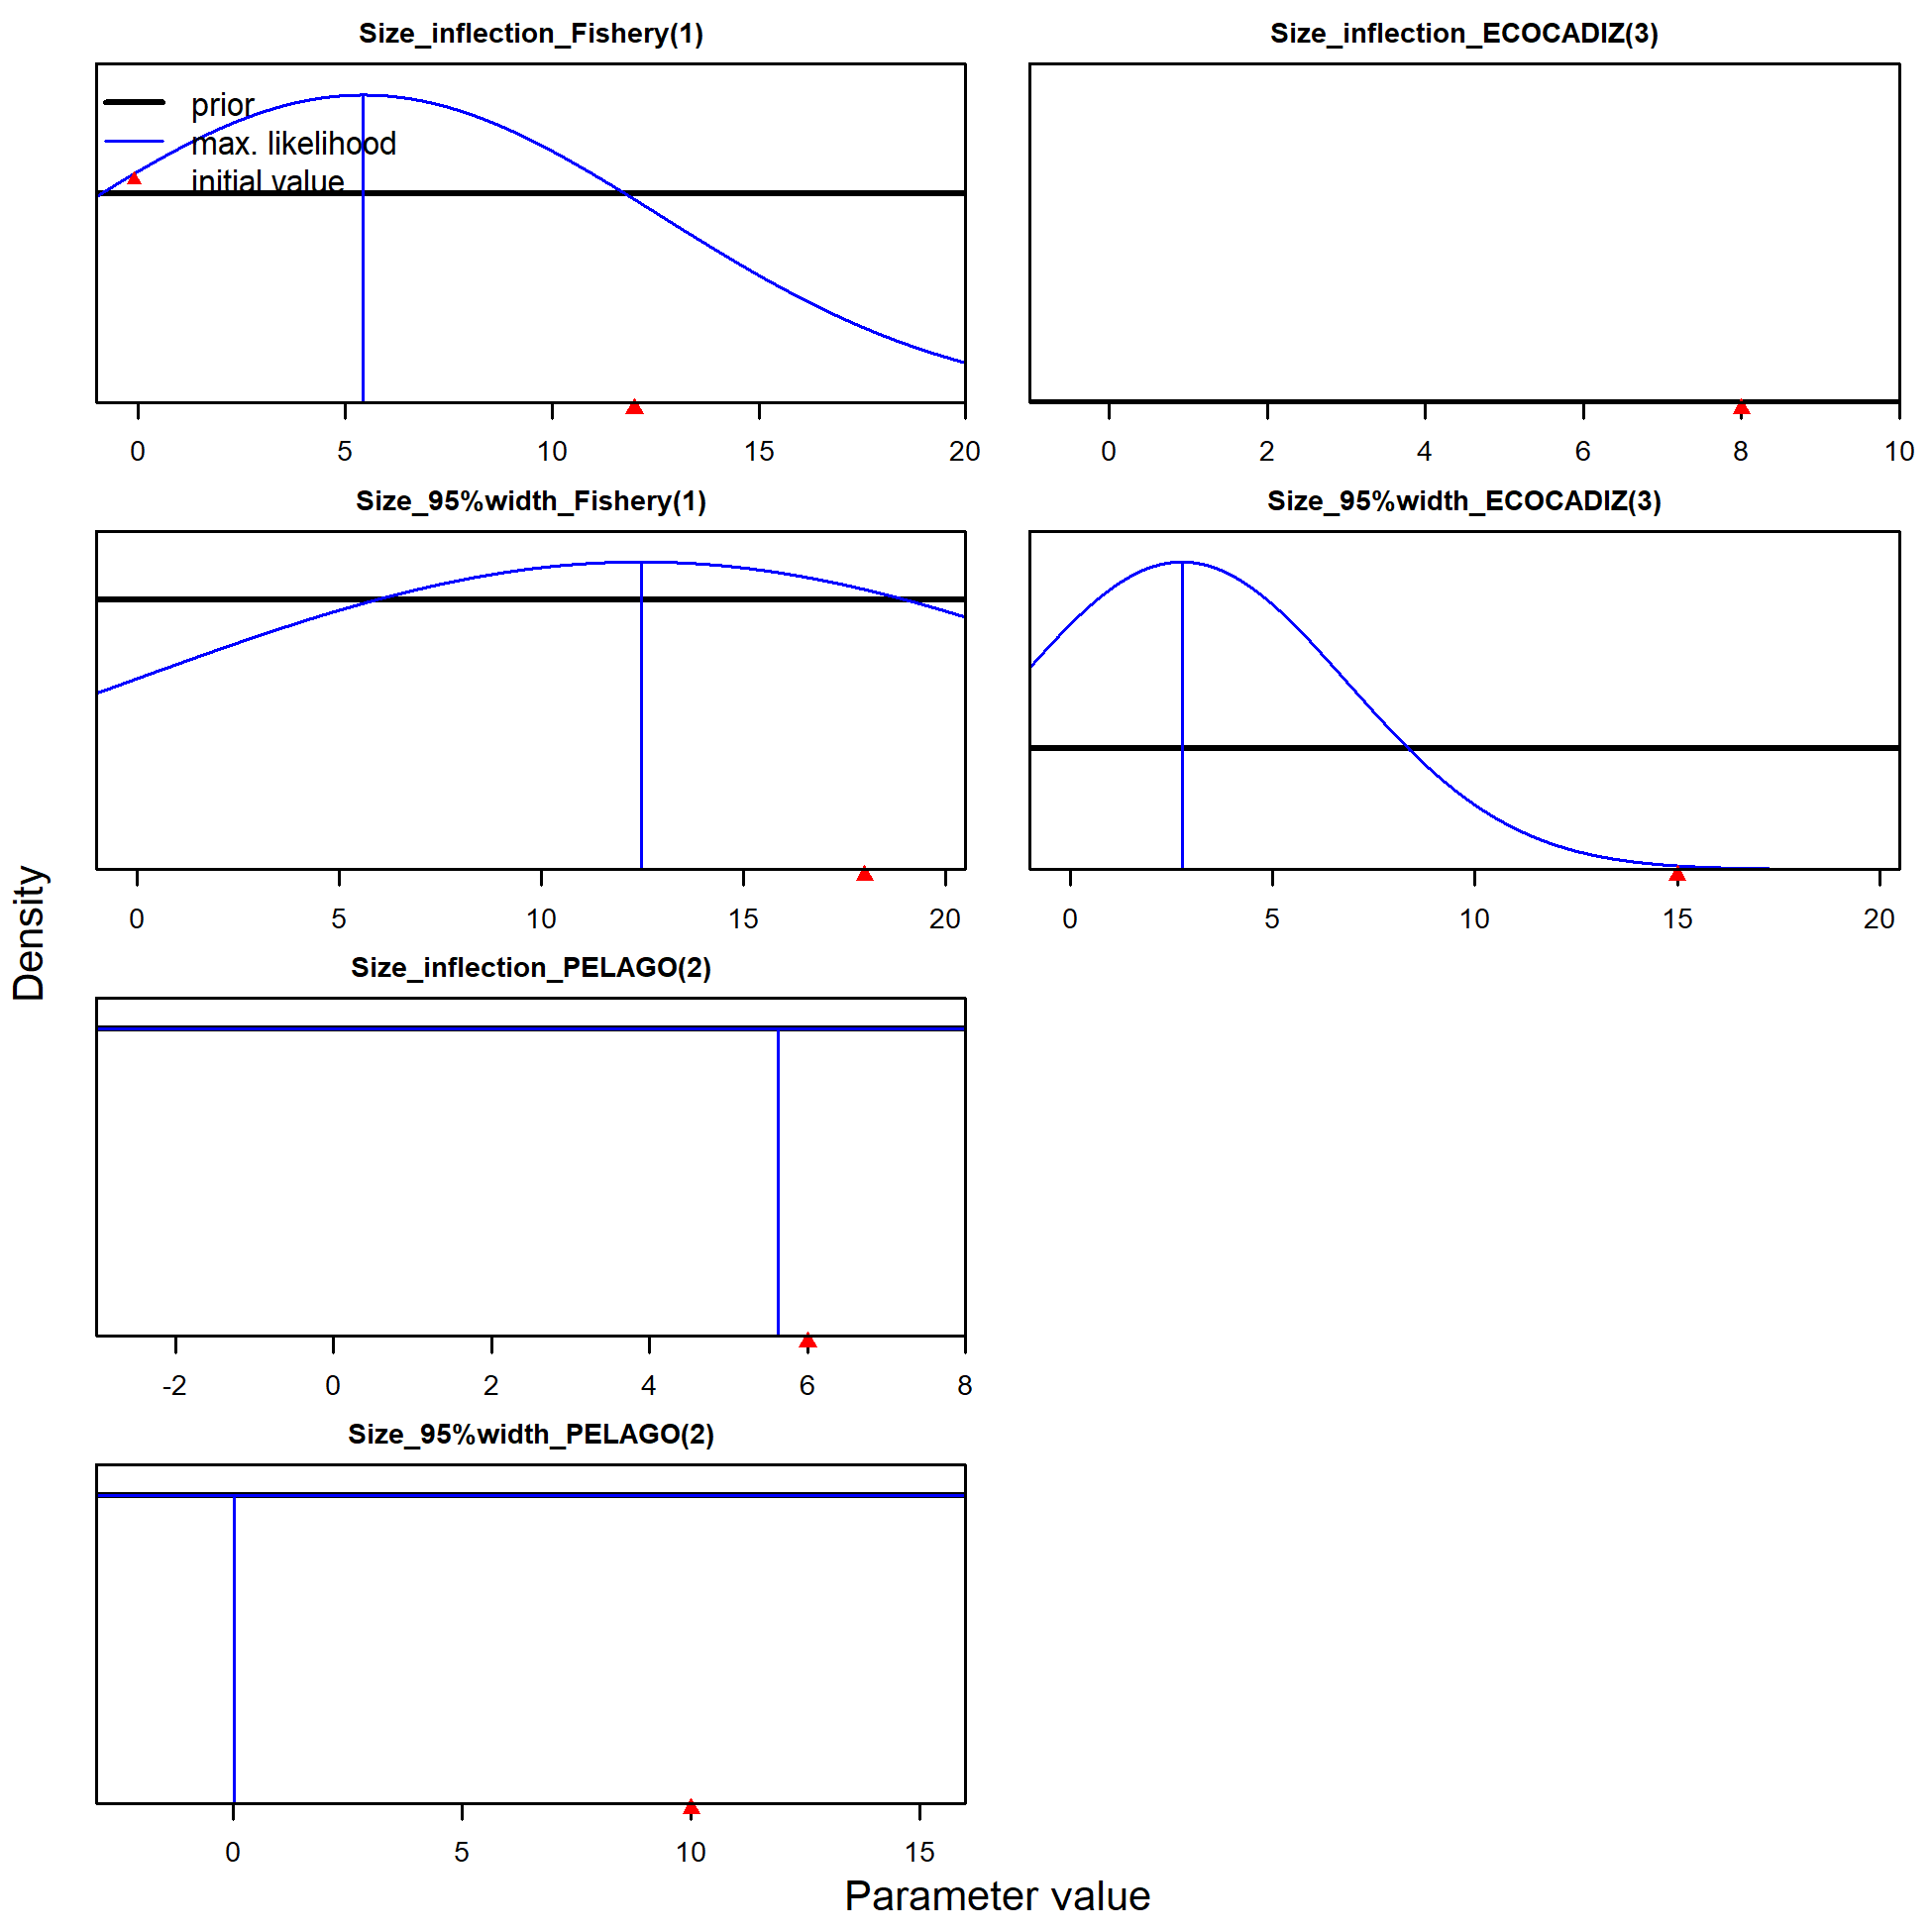 Size_inflection_Fishery(1)
prior
max. likelihood
initial value
0 5 10 15 20
Size_inflection_ECOCADIZ(3)
0 2 4 6 8 10
Size_95%width_Fishery(1)
0 5 10 15 20
Size_95%width_ECOCADIZ(3)
0 5 10 15 20
Size_inflection_PELAGO(2)
-2 0 2 4 6 8
Size_95%width_PELAGO(2)
0 5 10 15
Density
Parameter value